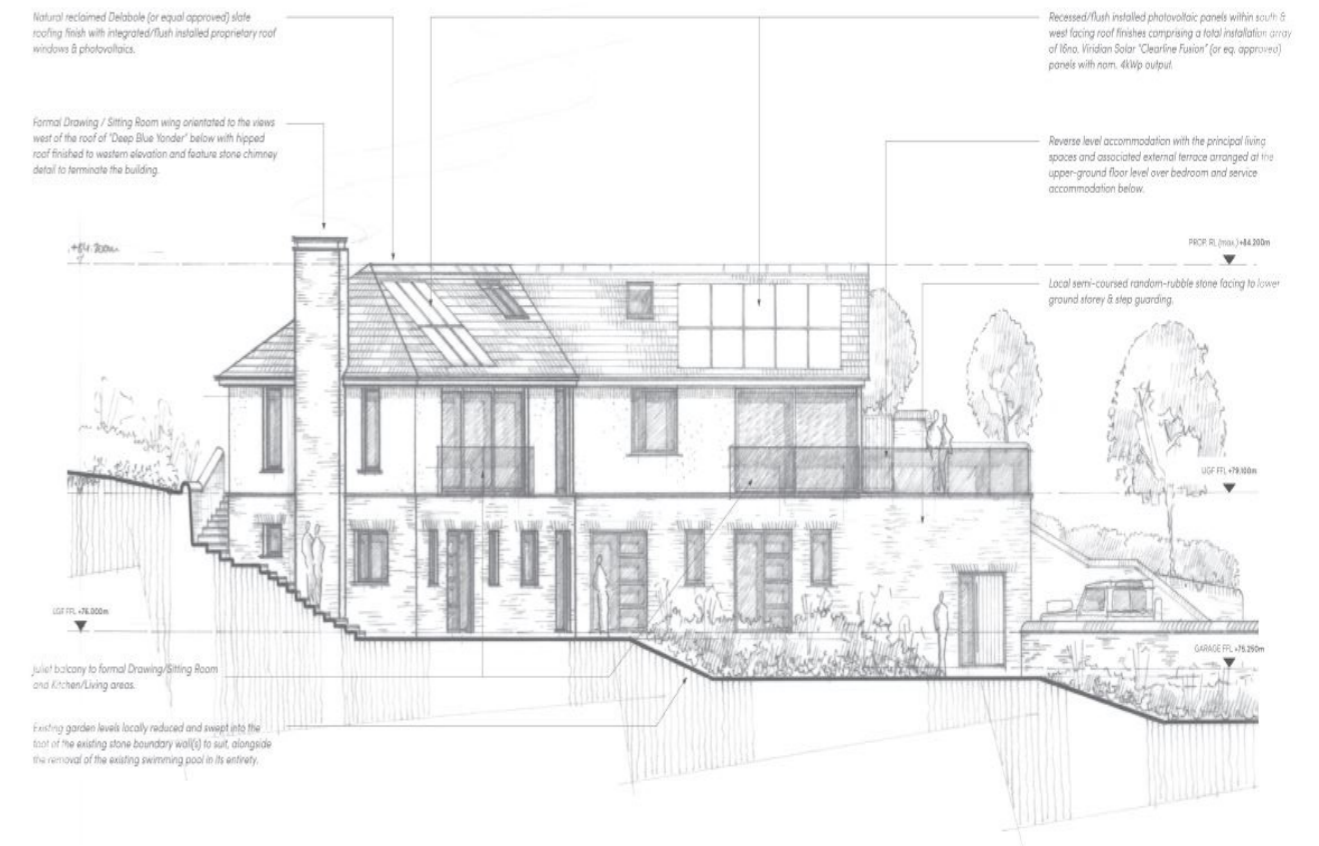 Natural reclaimed Delabole (or equal approved) slate
roofing finish with integrated/flush installed proprietary roof
windows & photovoltaics.
Recessed/flush installed photovoltaic panels within south &
west facing roof finishes comprising a total installation array
of 16no. Viridian Solar "Clearline Fusion" (or eq. approved)
panels with nom. 4kWp output.
Formal Drawing / Sitting Room wing orientated to the views
west of the roof of "Deep Blue Yonder" below with hipped
roof finished to western elevation and feature stone chimney
detail to terminate the building.
Reverse level accommodation with the principal living
spaces and associated external terrace arranged at the
upper-ground floor level over bedroom and service
accommodation below.
+84.200m
PROP. RL (max.) +84.200m
Local semi-coursed random-rubble stone facing to lower
ground storey & step guarding.
UGF FFL +79.100m
LGF FFL +76.000m
GARAGE FFL +75.250m
Juliet balcony to formal Drawing/Sitting Room
and Kitchen/Living areas.
Existing garden levels locally reduced and swept into the
foot of the existing stone boundary wall(s) to suit, alongside
the removal of the existing swimming pool in its entirety.